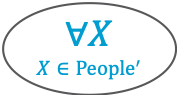 ∀X
X ∈ People′